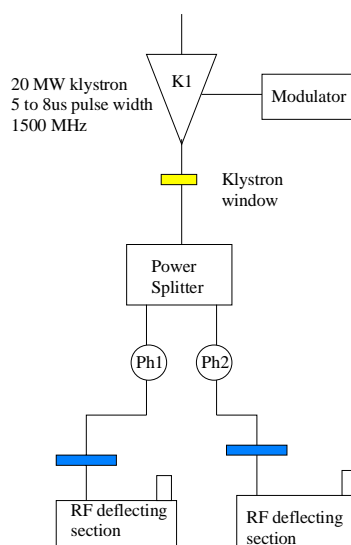 K1
20 MW klystron
5 to 8us pulse width
1500 MHz
Modulator
Klystron
window
Power
Splitter
Ph1
Ph2
RF deflecting
section
RF deflecting
section